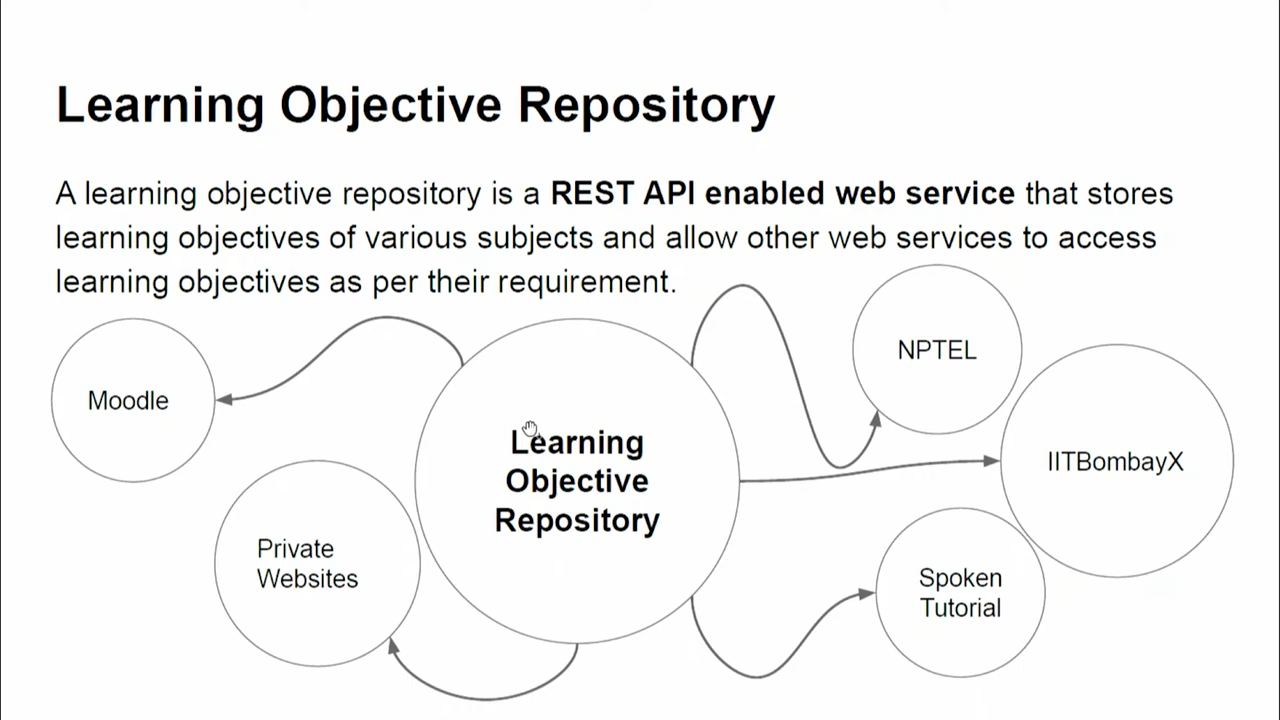 Learning Objective Repository
A learning objective repository is a REST API enabled web service that stores
learning objectives of various subjects and allow other web services to access
learning objectives as per their requirement.
Moodle
Private
Websites
Learning
Objective
Repository
NPTEL
IITBombayX
Spoken
Tutorial